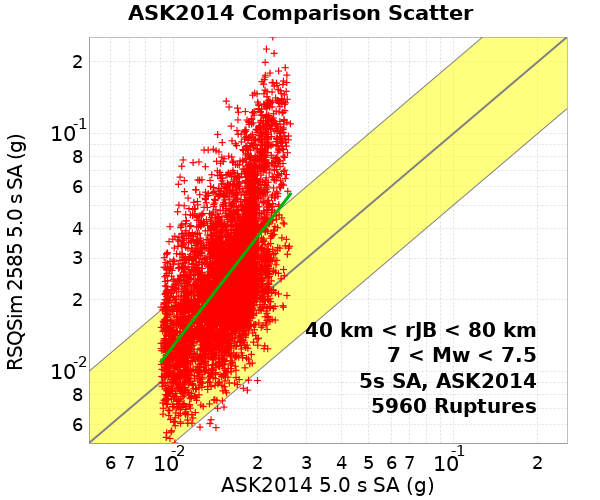 ASK2014 Comparison Scatter
RSQSim 2585 5.0 s SA (g)
2
10-1
8
6
4
3
2
10-2
8
6
40 km < rJB < 80 km
7 < Mw < 7.5
5s SA, ASK2014
5960 Ruptures
6 7 10-2 2 3 4 5 6 7 10-1 2
ASK2014 5.0 s SA (g)